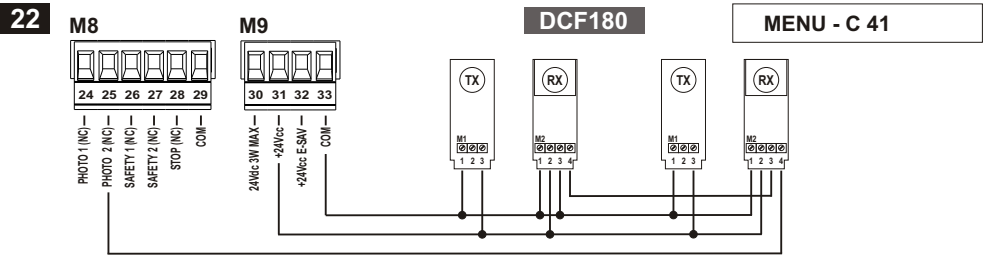 22
M8
M9
DCF180
MENU - C 41
TX
RX
TX
RX
24 25 26 27 28 29
30 31 32 33
M1
M2
M1
M2
1 2 3
1 2 3 4
1 2 3
1 2 3 4
PHOTO 1 (NC)
PHOTO 2 (NC)
SAFETY 1 (NC)
SAFETY 2 (NC)
STOP (NC)
COM
24Vdc 3W MAX
+24Vcc
+24Vcc E-SAV
COM